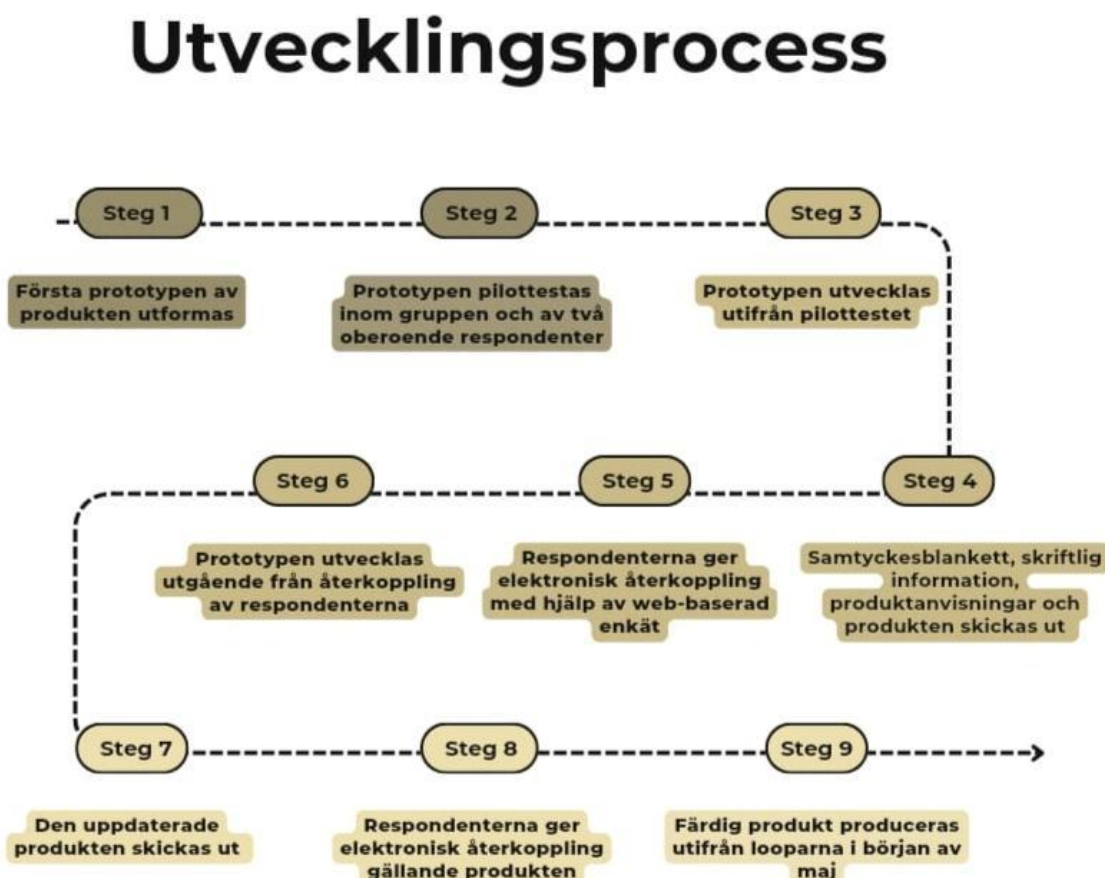 Utvecklingsprocess
Steg 1
Första prototypen av
produkten utformas
Steg 2
Prototypen pilottestas
inom gruppen och av två
oberoende respondenter
Steg 3
Prototypen utvecklas
utifrån pilottestet
Steg 4
Samtyckesblankett, skriftlig
information,
produktanvisningar och
produkten skickas ut
Steg 5
Respondenterna ger
elektronisk återkoppling
med hjälp av web-baserad
enkät
Steg 6
Prototypen utvecklas
utgående från återkoppling
av respondenterna
Steg 7
Den uppdaterade
produkten skickas ut
Steg 8
Respondenterna ger
elektronisk återkoppling
gällande produkten
Steg 9
Färdig produkt produceras
utifrån looparna i början av
maj